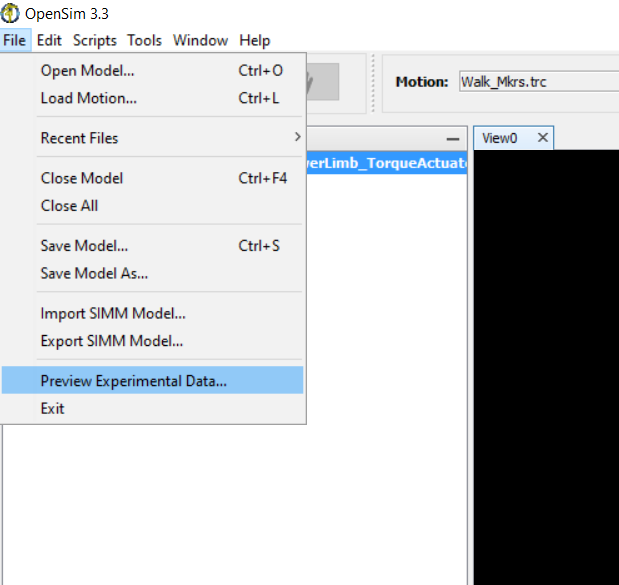 OpenSim 3.3
File Edit Scripts Tools Window Help
Open Model... Ctrl+O
Load Motion... Ctrl+L
Motion: Walk_Mkrs.trc
Recent Files
View0
Close Model Ctrl+F4
Close All
Save Model... Ctrl+S
Save Model As...
Import SIMM Model...
Export SIMM Model...
Preview Experimental Data...
Exit